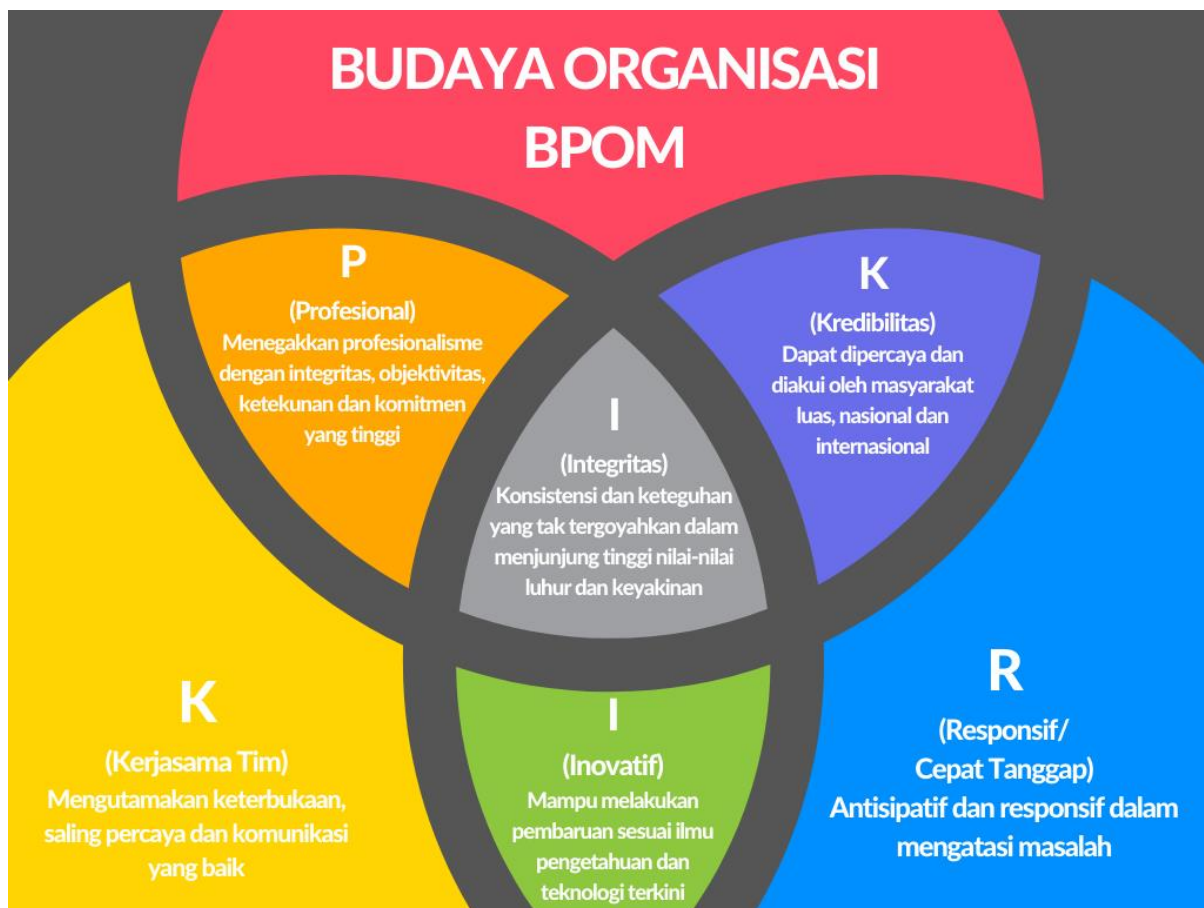 BUDAYA ORGANISASI
BPOM
P
(Profesional)
Menegakkan profesionalisme
dengan integritas, objektivitas,
ketekunan dan komitmen
yang tinggi
K
(Kredibilitas)
Dapat dipercaya dan
diakui oleh masyarakat
luas, nasional dan
internasional
I
(Integritas)
Konsistensi dan keteguhan
yang tak tergoyahkan dalam
menjunjung tinggi nilai-nilai
luhur dan keyakinan
K
(Kerjasama Tim)
Mengutamakan keterbukaan,
saling percaya dan komunikasi
yang baik
I
(Inovatif)
Mampu melakukan
pembaruan sesuai ilmu
pengetahuan dan
teknologi terkini
R
(Responsif/
Cepat Tanggap)
Antisipatif dan responsif dalam
mengatasi masalah